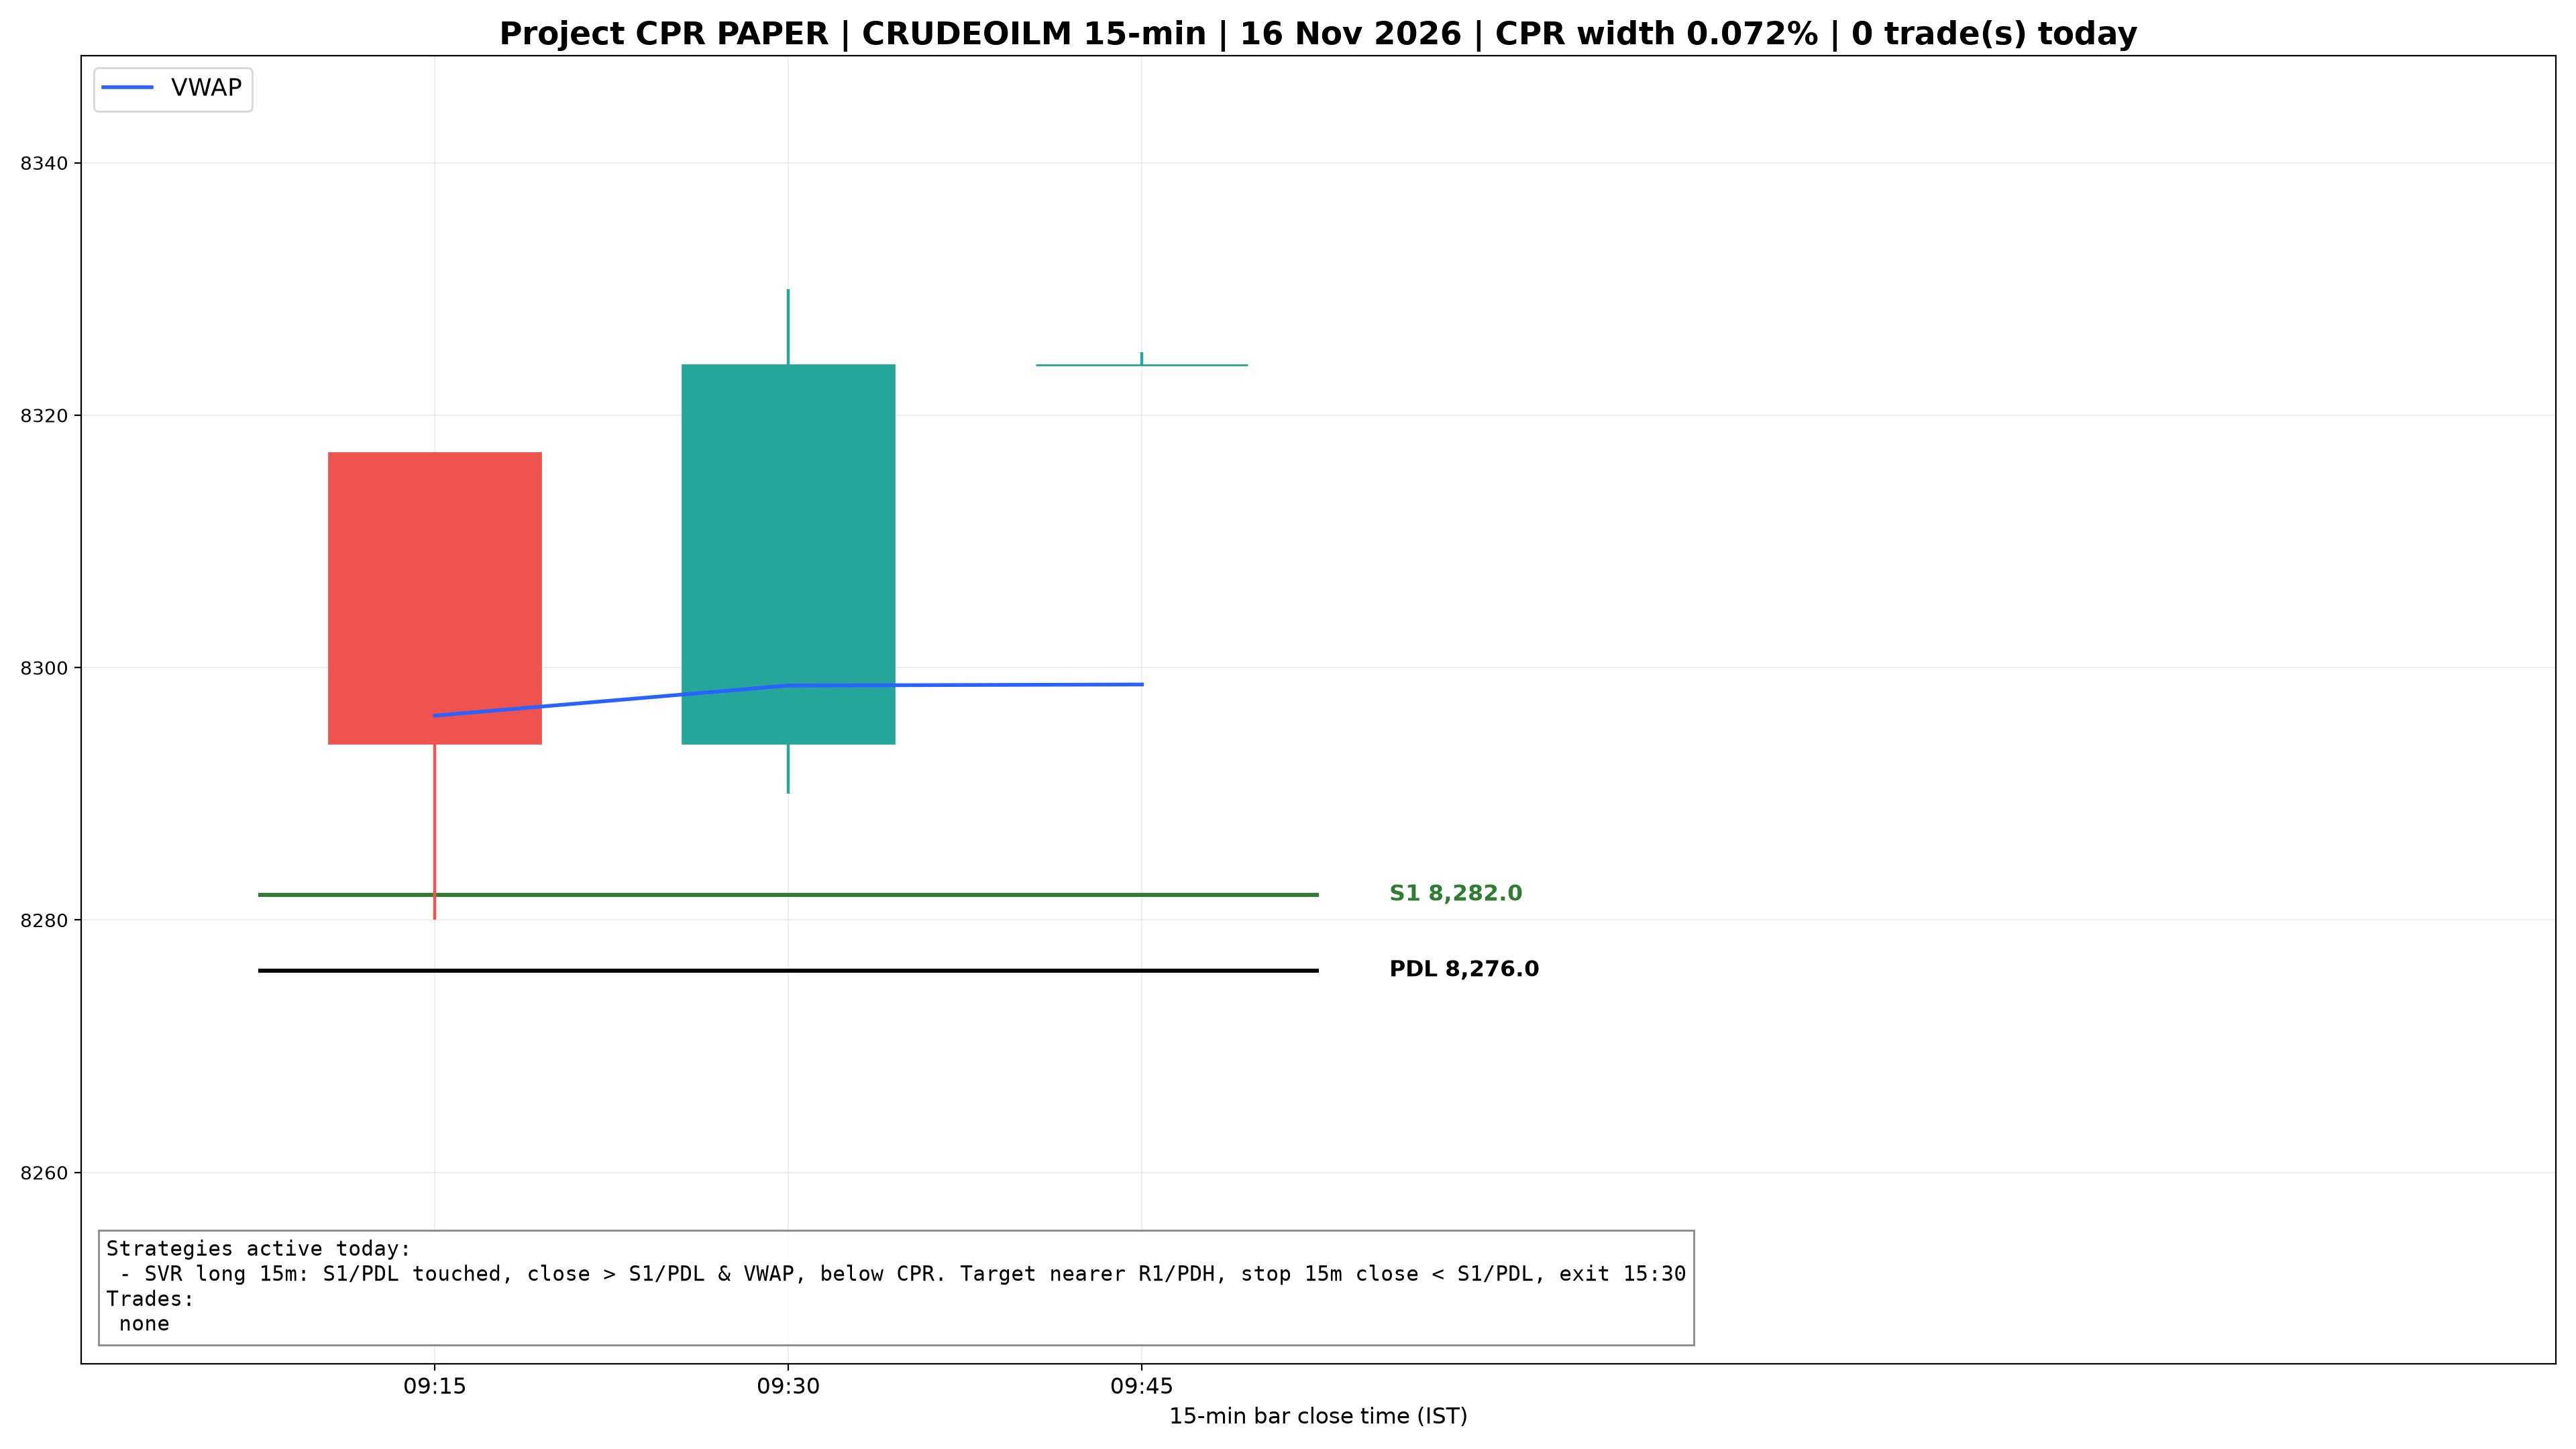 Project CPR PAPER | CRUDEOILM 15-min | 16 Nov 2026 | CPR width 0.072% | 0 trade(s) today
VWAP
8340
8320
8300
8280
8260
S1 8,282.0
PDL 8,276.0
Strategies active today:
- SVR long 15m: S1/PDL touched, close > S1/PDL & VWAP, below CPR. Target nearer R1/PDH, stop 15m close < S1/PDL, exit 15:30
Trades:
none
09:15
09:30
09:45
15-min bar close time (IST)